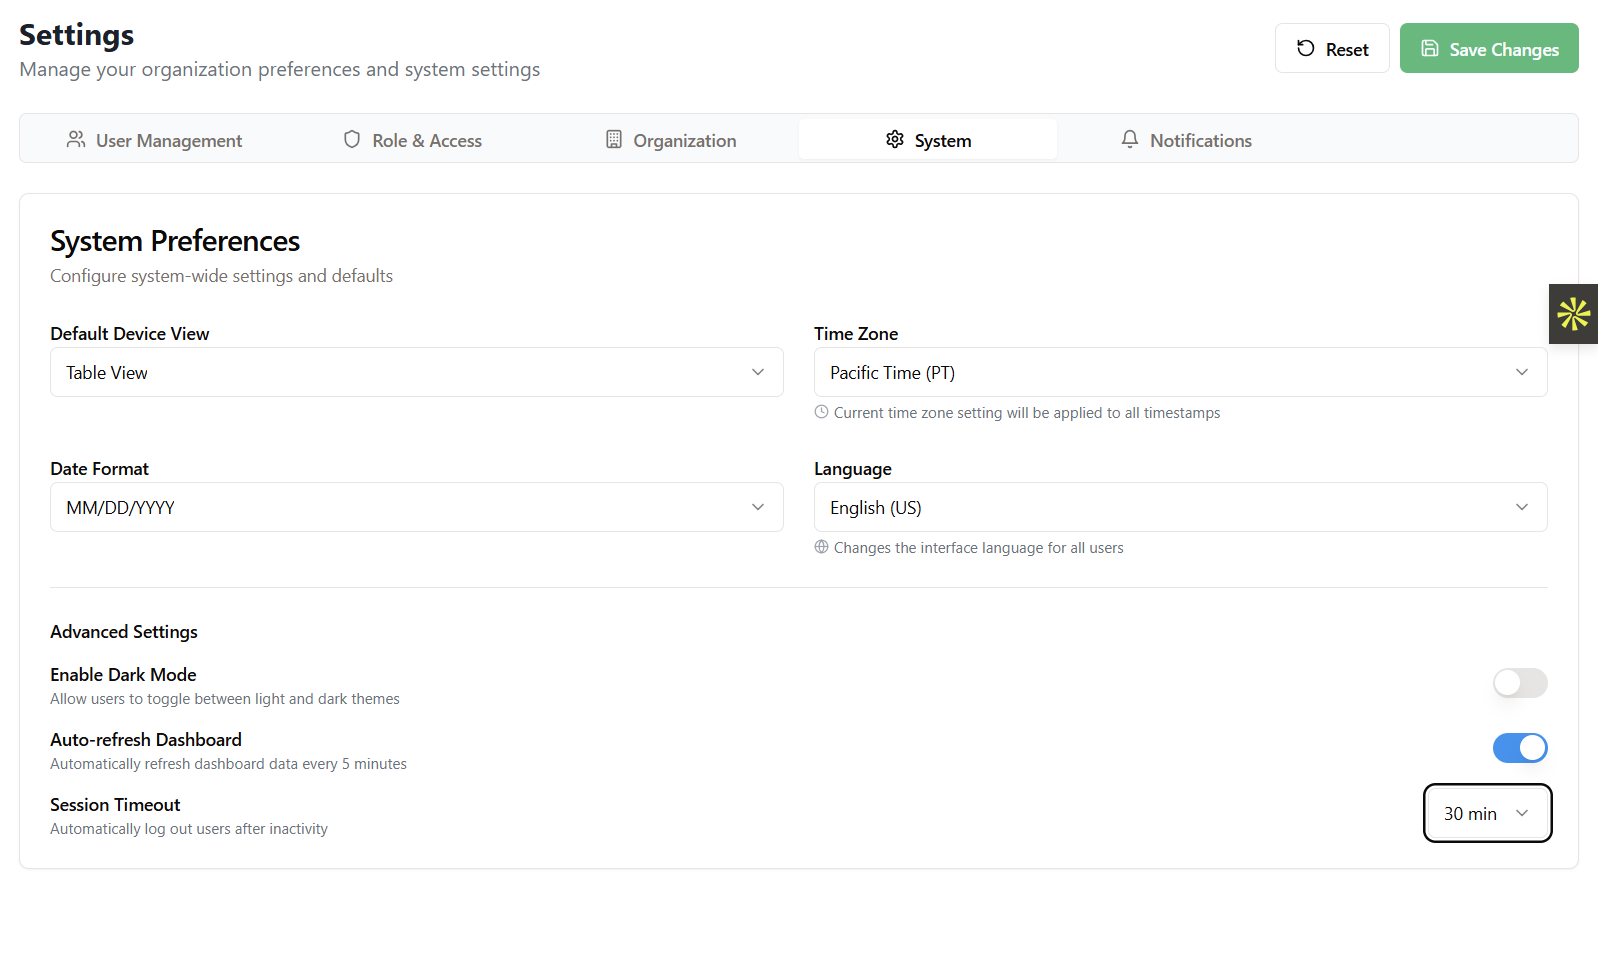 Settings
Manage your organization preferences and system settings
Reset
Save Changes
User Management
Role & Access
Organization
System
Notifications
System Preferences
Configure system-wide settings and defaults
Default Device View
Table View
Time Zone
Pacific Time (PT)
Current time zone setting will be applied to all timestamps
Date Format
MM/DD/YYYY
Language
English (US)
Changes the interface language for all users
Advanced Settings
Enable Dark Mode
Allow users to toggle between light and dark themes
Auto-refresh Dashboard
Automatically refresh dashboard data every 5 minutes
Session Timeout
Automatically log out users after inactivity
30 min